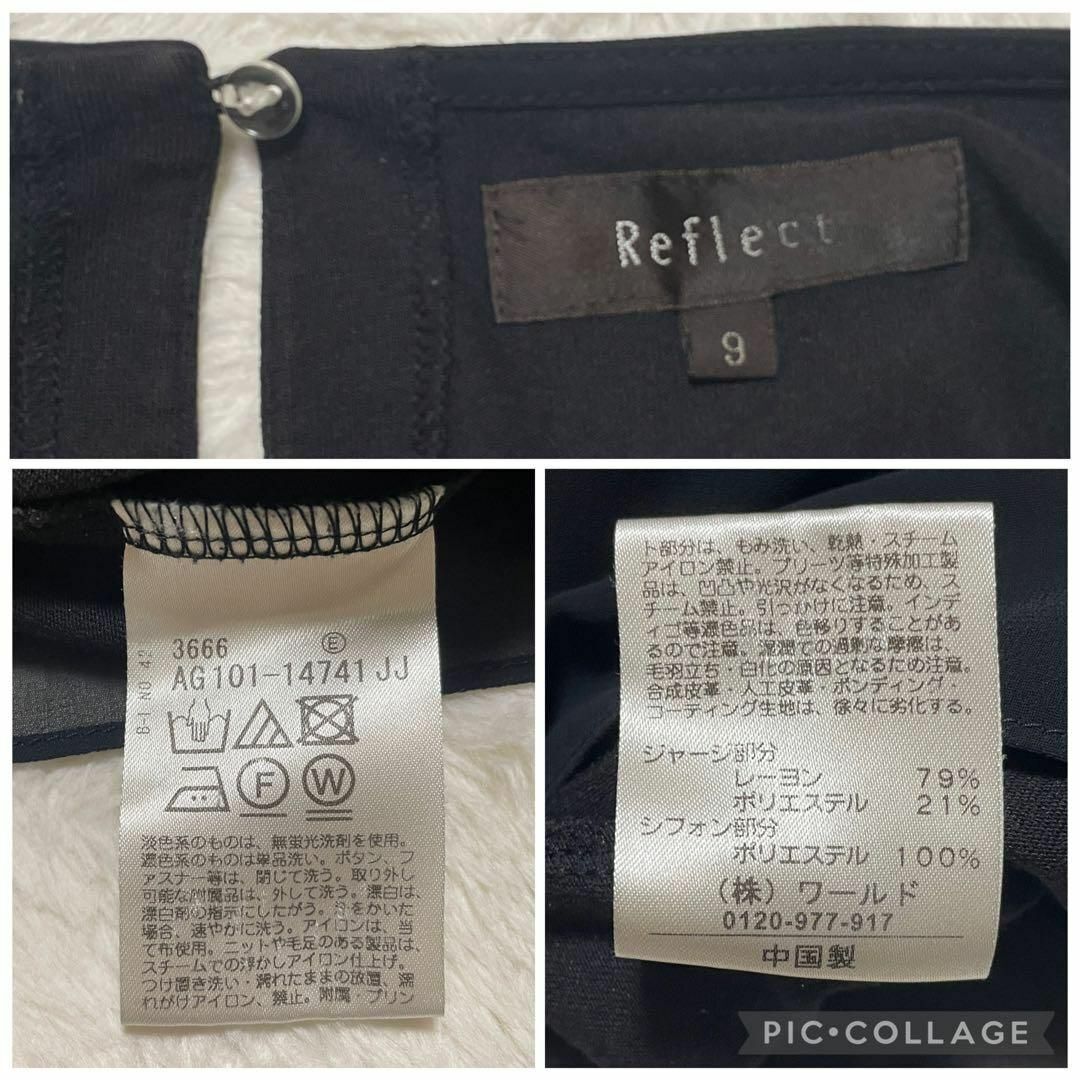 Reflect
9
B-I NO 42
3666 E
AG101-14741JJ
F W
淡色系のものは、無蛍光洗剤を使用。
濃色系のものは単品洗い。ボタン、フ
ァスナー等は、閉じて洗う。取り外し
可能な附属品は、外して洗う。漂白は、
漂白剤の指示にしたがう。汗をかいた
場合、速やかに洗う。アイロンは、当
て布使用。ニットや毛足のある製品は、
スチームでの浮かしアイロン仕上げ。
つけ置き洗い・濡れたままの放置、濡
れがけアイロン、禁止。附属・プリン
ト部分は、もみ洗い、乾熱・スチーム
アイロン禁止。プリーツ等特殊加工製
品は、凹凸や光沢がなくなるため、ス
チーム禁止。引っかけに注意。インデ
ィゴ等濃色品は、色移りすることがあ
るので注意。湿潤での過剰な摩擦は、
毛羽立ち・白化の原因となるため注意。
合成皮革・人工皮革・ボンディング・
コーティング生地は、徐々に劣化する。
ジャージ部分
レーヨン 79%
ポリエステル 21%
シフォン部分
ポリエステル 100%
(株)ワールド
0120-977-917
中国製
PIC•COLLAGE